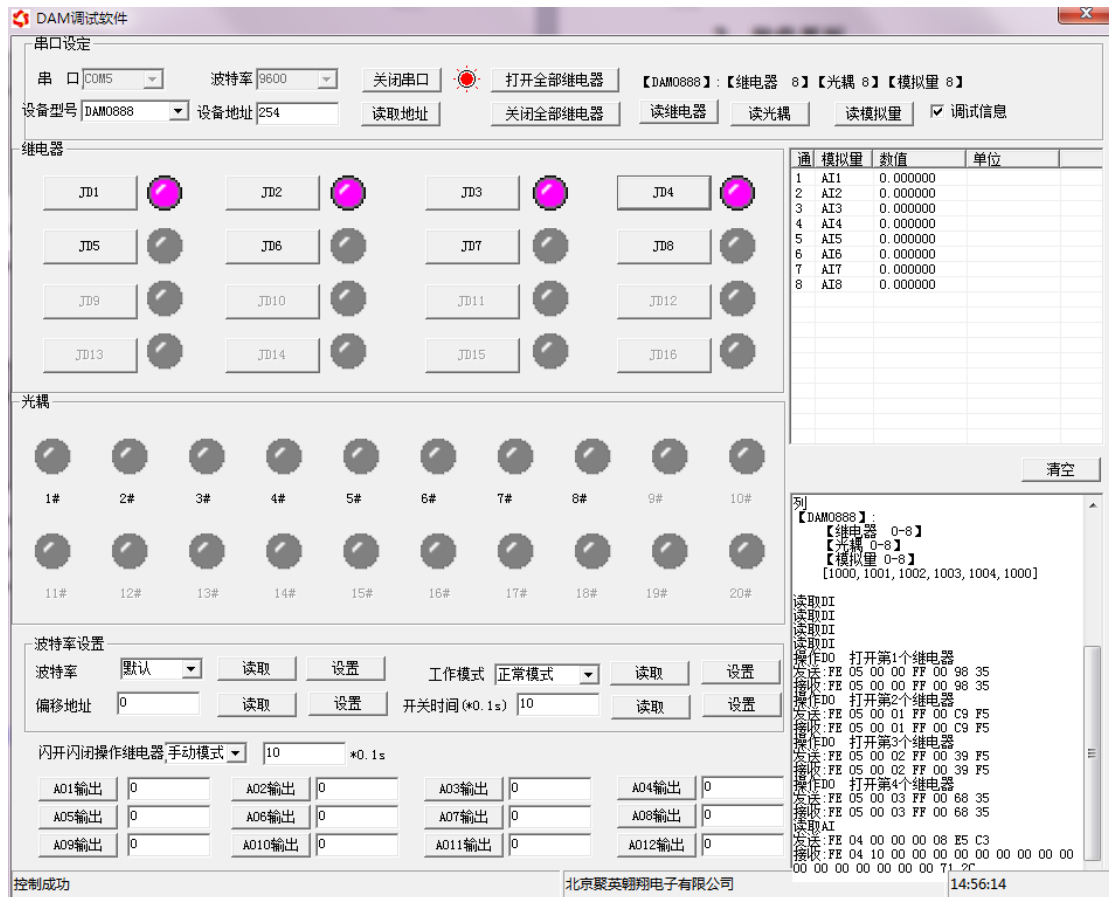 DAM调试软件
串口设定
串 口 COM5 波特率 9600 关闭串口 打开全部继电器 【DAM0888】:【继电器 8】【光耦 8】【模拟量 8】
设备型号 DAM0888 设备地址 254 读取地址 关闭全部继电器 读继电器 读光耦 读模拟量 调试信息
继电器
JD1 JD2 JD3 JD4
JD5 JD6 JD7 JD8
JD9 JD10 JD11 JD12
JD13 JD14 JD15 JD16
通 模拟量 数值 单位
1 AI1 0.000000
2 AI2 0.000000
3 AI3 0.000000
4 AI4 0.000000
5 AI5 0.000000
6 AI6 0.000000
7 AI7 0.000000
8 AI8 0.000000
光耦
1# 2# 3# 4# 5# 6# 7# 8# 9# 10#
11# 12# 13# 14# 15# 16# 17# 18# 19# 20#
清空
列
【DAM0888】:
【继电器 0-8】
【光耦 0-8】
【模拟量 0-8】
[1000,1001,1002,1003,1004,1000]
读取DI
读取DI
读取DI
读取DI
操作DO 打开第1个继电器
发送:FE 05 00 00 FF 00 98 35
接收:FE 05 00 00 FF 00 98 35
操作DO 打开第2个继电器
发送:FE 05 00 01 FF 00 C9 F5
接收:FE 05 00 01 FF 00 C9 F5
操作DO 打开第3个继电器
发送:FE 05 00 02 FF 00 39 F5
接收:FE 05 00 02 FF 00 39 F5
操作DO 打开第4个继电器
发送:FE 05 00 03 FF 00 68 35
接收:FE 05 00 03 FF 00 68 35
读取AI
发送:FE 04 00 00 00 08 E5 C3
接收:FE 04 10 00 00 00 00 00 00 00 00 00
00 00 00 00 00 00 00 71 2C
波特率设置
波特率 默认 读取 设置 工作模式 正常模式 读取 设置
偏移地址 0 读取 设置 开关时间(*0.1s) 10 读取 设置
闪开闪闭操作继电器 手动模式 10 *0.1s
AO1输出 0 AO2输出 0 AO3输出 0 AO4输出 0
AO5输出 0 AO6输出 0 AO7输出 0 AO8输出 0
AO9输出 0 AO10输出 0 AO11输出 0 AO12输出 0
控制成功 北京聚英翱翔电子有限公司 14:56:14